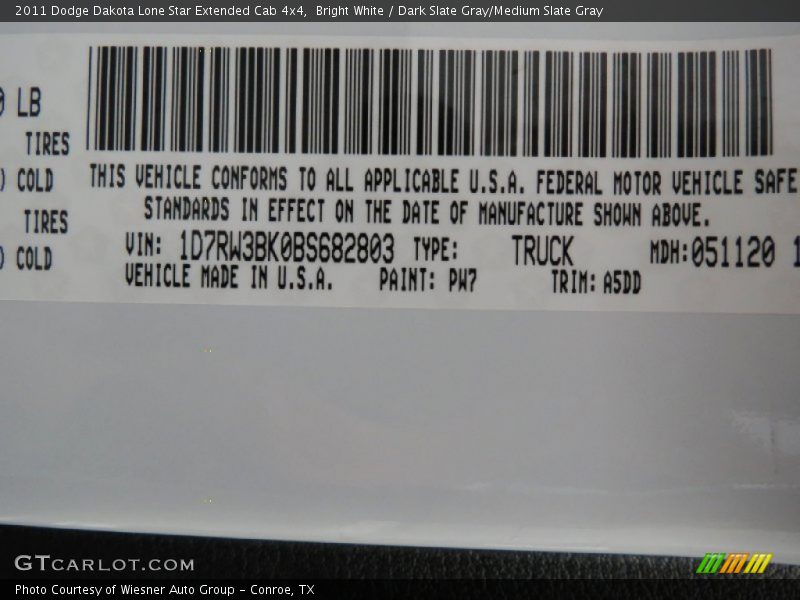 2011 Dodge Dakota Lone Star Extended Cab 4x4, Bright White / Dark Slate Gray/Medium Slate Gray
LB
TIRES
COLD
TIRES
COLD
THIS VEHICLE CONFORMS TO ALL APPLICABLE U.S.A. FEDERAL MOTOR VEHICLE SAFE
STANDARDS IN EFFECT ON THE DATE OF MANUFACTURE SHOWN ABOVE.
VIN: 1D7RW3BK0BS682803 TYPE: TRUCK MDH:051120 1
VEHICLE MADE IN U.S.A. PAINT: PW7 TRIM: A5DD
GTCARLOT.COM
Photo Courtesy of Wiesner Auto Group - Conroe, TX